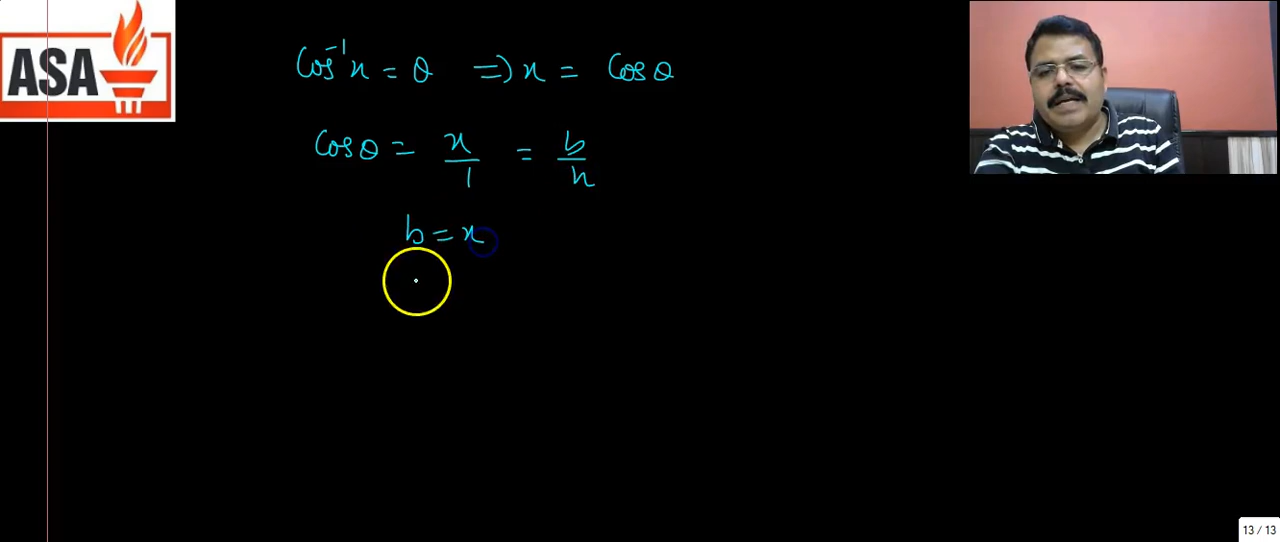 ASA
cos⁻¹x = θ ⇒ x = cosθ
cosθ = x/1 = b/h
b = x
13 / 13